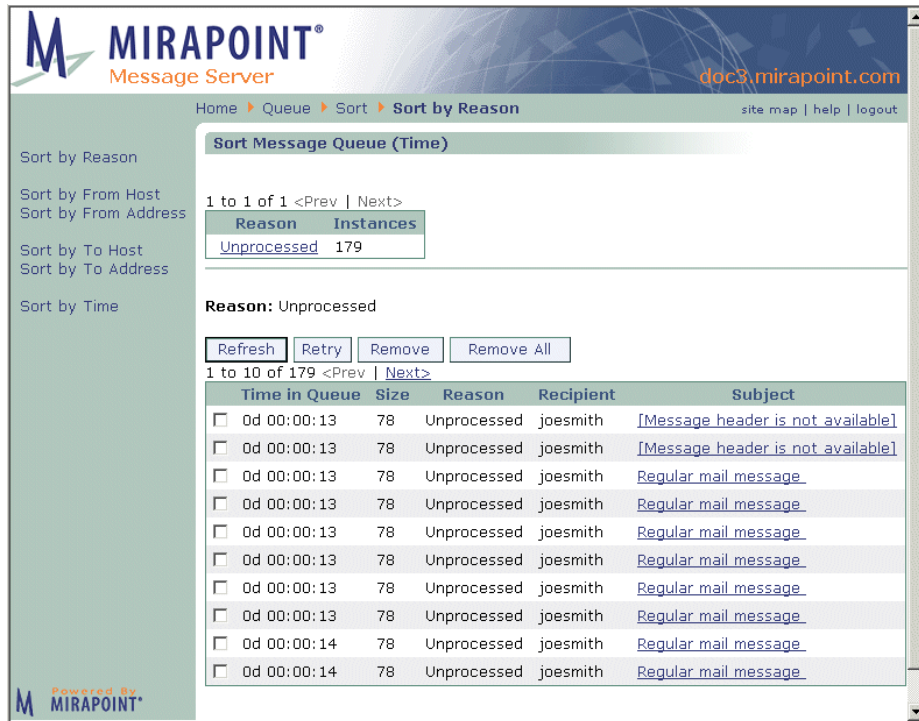 MIRAPOINT®
Message Server
doc3.mirapoint.com
Home Queue Sort Sort by Reason
site map | help | logout
Sort by Reason
Sort by From Host
Sort by From Address
Sort by To Host
Sort by To Address
Sort by Time
Sort Message Queue (Time)
1 to 1 of 1 <Prev | Next>
Reason Instances
Unprocessed 179
Reason: Unprocessed
Refresh Retry Remove Remove All
1 to 10 of 179 <Prev | Next>
Time in Queue Size Reason Recipient Subject
0d 00:00:13 78 Unprocessed joesmith [Message header is not available]
0d 00:00:13 78 Unprocessed joesmith [Message header is not available]
0d 00:00:13 78 Unprocessed joesmith Regular mail message
0d 00:00:13 78 Unprocessed joesmith Regular mail message
0d 00:00:13 78 Unprocessed joesmith Regular mail message
0d 00:00:13 78 Unprocessed joesmith Regular mail message
0d 00:00:13 78 Unprocessed joesmith Regular mail message
0d 00:00:13 78 Unprocessed joesmith Regular mail message
0d 00:00:14 78 Unprocessed joesmith Regular mail message
0d 00:00:14 78 Unprocessed joesmith Regular mail message
Powered By
MIRAPOINT®